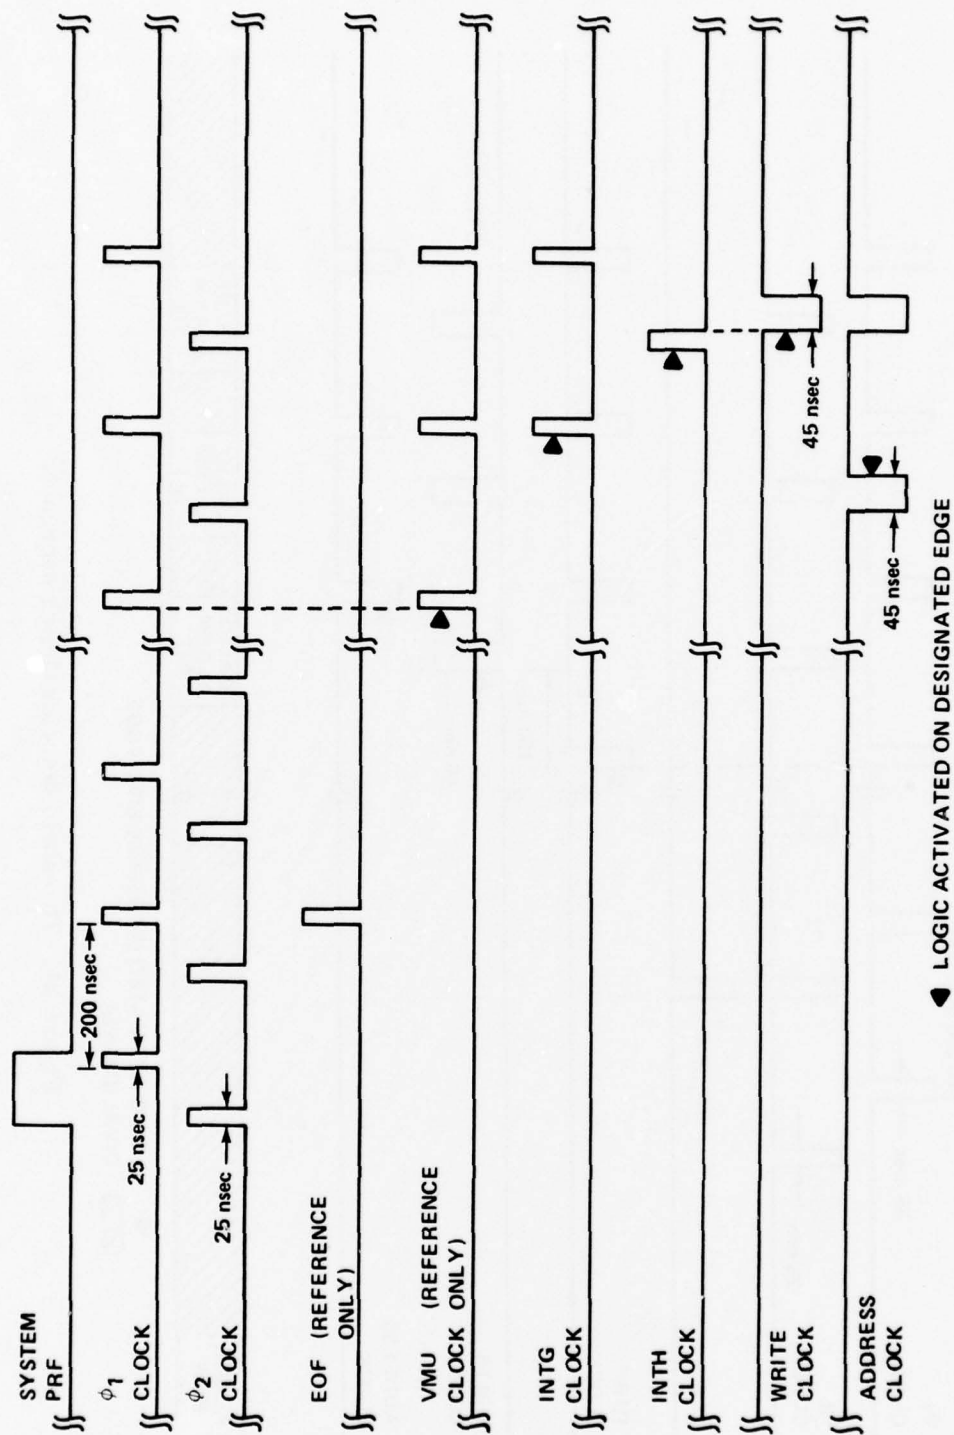 SYSTEM
PRF
200 nsec
ϕ1
CLOCK
25 nsec
ϕ2
CLOCK
25 nsec
EOF (REFERENCE
ONLY)
VMU (REFERENCE
CLOCK ONLY)
INTG
CLOCK
INTH
CLOCK
WRITE
CLOCK
45 nsec
ADDRESS
CLOCK
45 nsec
LOGIC ACTIVATED ON DESIGNATED EDGE